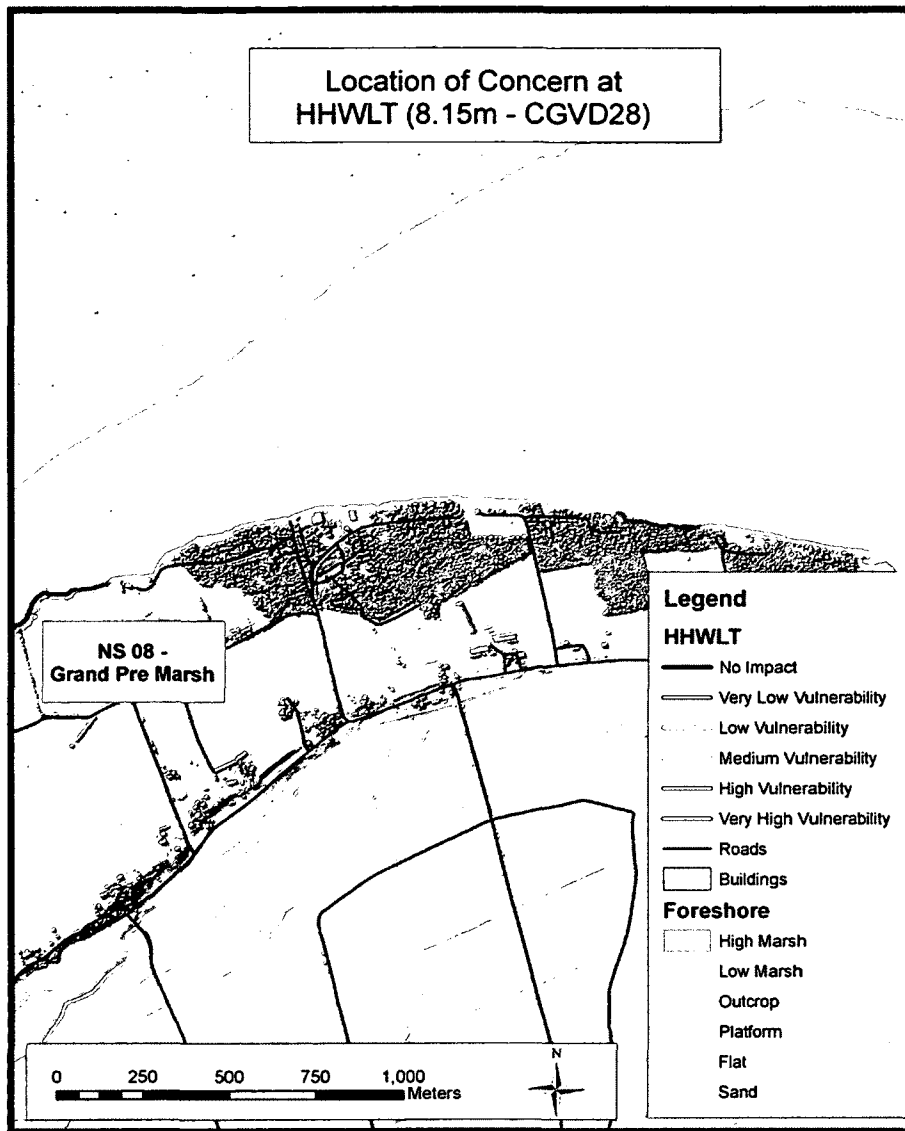 Location of Concern at
HHWLT (8.15m - CGVD28)
NS 08 -
Grand Pre Marsh
Legend
HHWLT
No Impact
Very Low Vulnerability
Low Vulnerability
Medium Vulnerability
High Vulnerability
Very High Vulnerability
Roads
Buildings
Foreshore
High Marsh
Low Marsh
Outcrop
Platform
Flat
Sand
N
0 250 500 750 1,000
Meters